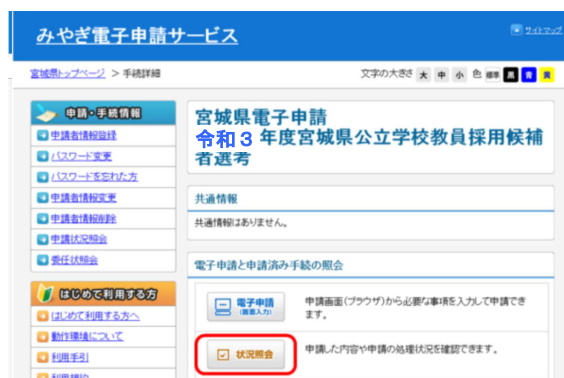 みやぎ電子申請サービス
サイトマップ
宮城県トップページ > 手続詳細
文字の大きさ 大 中 小 色 標準 黒 青 黄
申請・手続情報
申請者情報登録
パスワード変更
パスワードを忘れた方
申請者情報変更
申請者情報削除
申請状況照会
委任状照会
はじめて利用する方
はじめて利用する方へ
動作環境について
利用手引
利用規約
宮城県電子申請
令和3 年度宮城県公立学校教員採用候補
者選考
共通情報
共通情報はありません。
電子申請と申請済み手続の照会
電子申請
(画面入力)
申請画面(ブラウザ)から必要な事項を入力して申請でき
ます。
状況照会
申請した内容や申請の処理状況を確認できます。